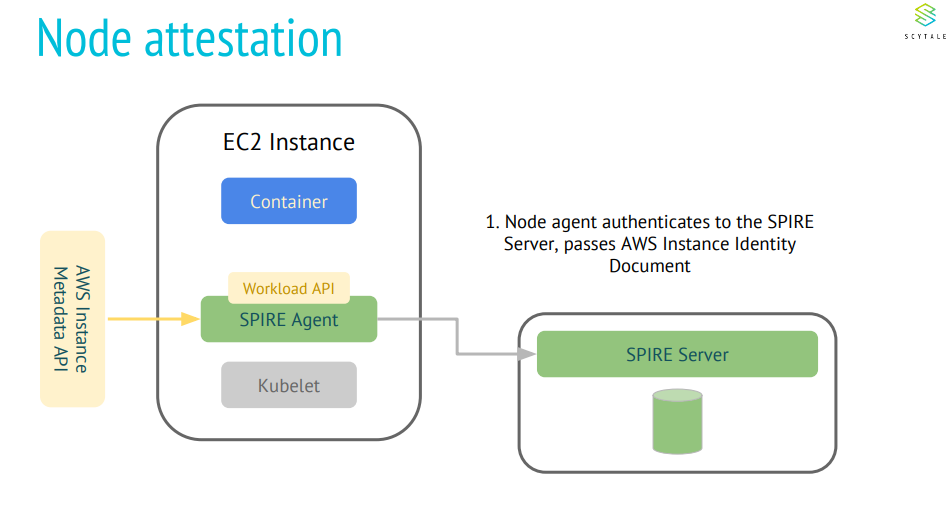 Node attestation
SCYTALE
EC2 Instance
Container
1. Node agent authenticates to the SPIRE
Server, passes AWS Instance Identity
Document
AWS Instance
Metadata API
Workload API
SPIRE Agent
SPIRE Server
Kubelet